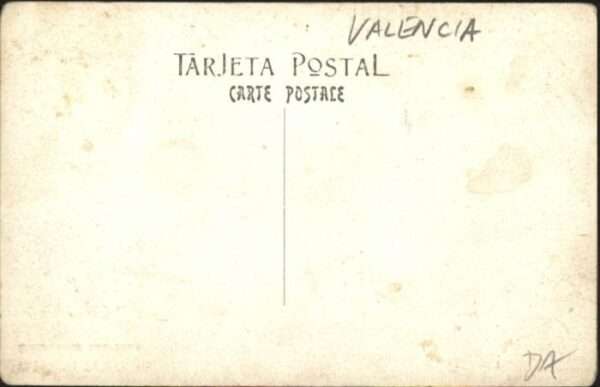 VALENCIA
TARJETA POSTAL
CARTE POSTALE
DA